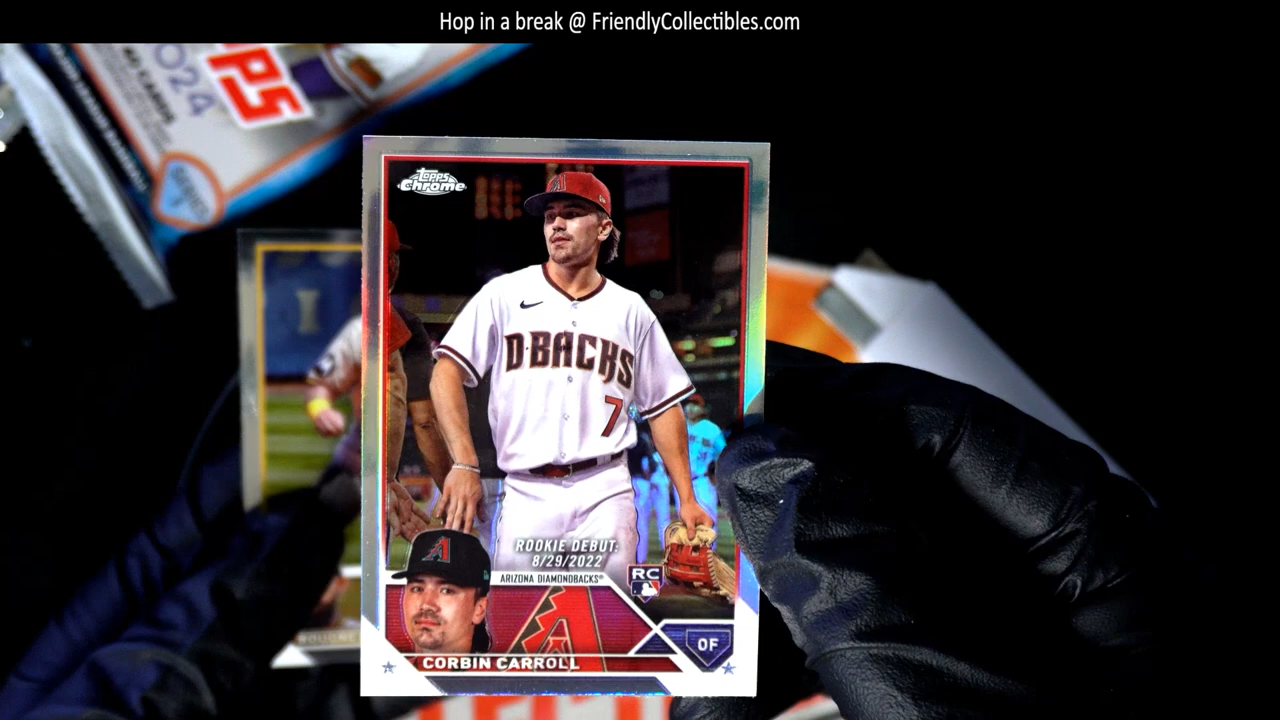 Hop in a break @ FriendlyCollectibles.com
2024
Topps
Chrome
D·BACKS
7
ROOKIE DEBUT:
8/29/2022
ARIZONA DIAMONDBACKS®
RC
A
A
OF
CORBIN CARROLL